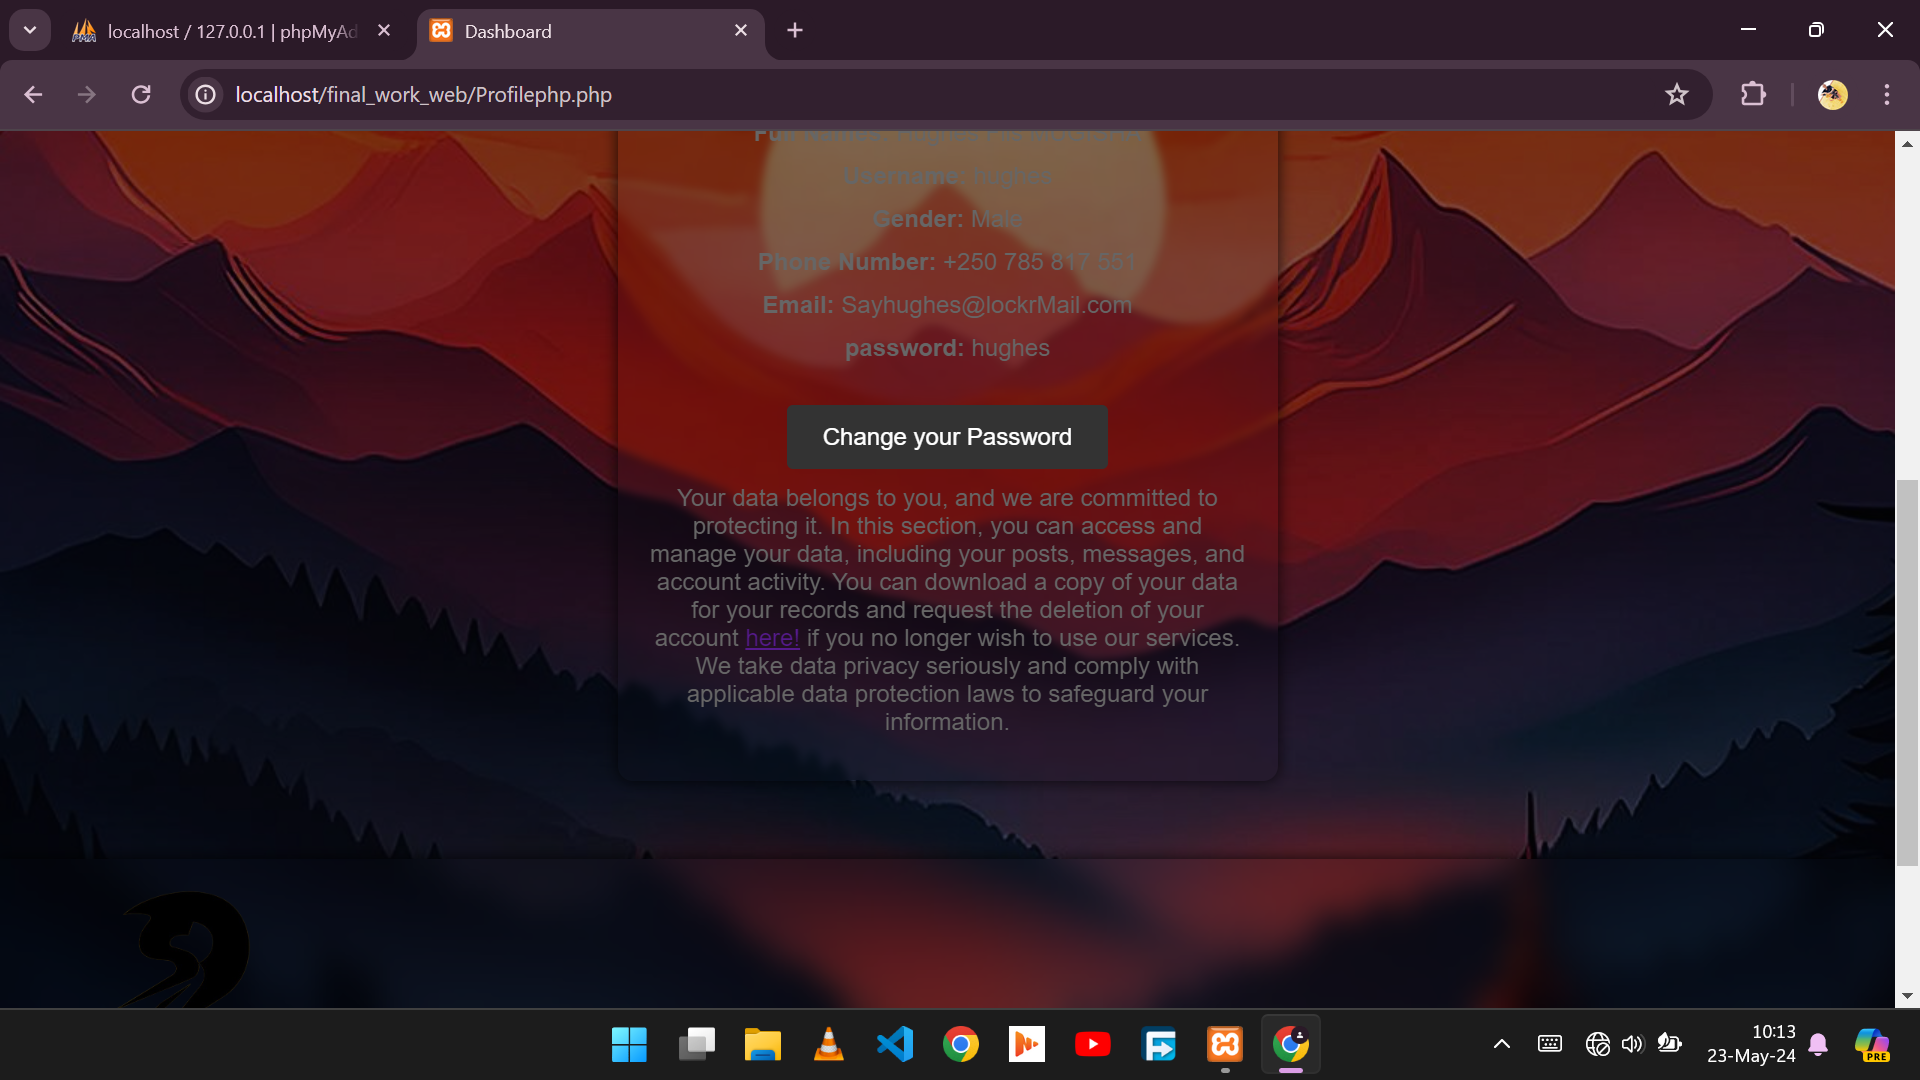 localhost / 127.0.0.1 | phpMyAd
Dashboard
localhost/final_work_web/Profilephp.php
Username: hughes
Gender: Male
Phone Number: +250 785 817 551
Email: Sayhughes@lockrMail.com
password: hughes
Change your Password
Your data belongs to you, and we are committed to
protecting it. In this section, you can access and
manage your data, including your posts, messages, and
account activity. You can download a copy of your data
for your records and request the deletion of your
account here! if you no longer wish to use our services.
We take data privacy seriously and comply with
applicable data protection laws to safeguard your
information.
10:13
23-May-24
PRE